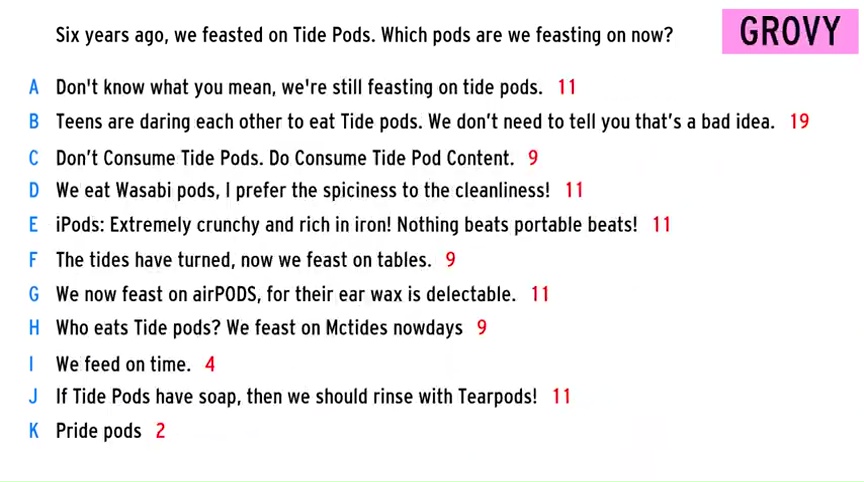 Six years ago, we feasted on Tide Pods. Which pods are we feasting on now?
GROVY
A Don't know what you mean, we're still feasting on tide pods. 11
B Teens are daring each other to eat Tide pods. We don’t need to tell you that’s a bad idea. 19
C Don’t Consume Tide Pods. Do Consume Tide Pod Content. 9
D We eat Wasabi pods, I prefer the spiciness to the cleanliness! 11
E iPods: Extremely crunchy and rich in iron! Nothing beats portable beats! 11
F The tides have turned, now we feast on tables. 9
G We now feast on airPODS, for their ear wax is delectable. 11
H Who eats Tide pods? We feast on Mctides nowdays 9
I We feed on time. 4
J If Tide Pods have soap, then we should rinse with Tearpods! 11
K Pride pods 2